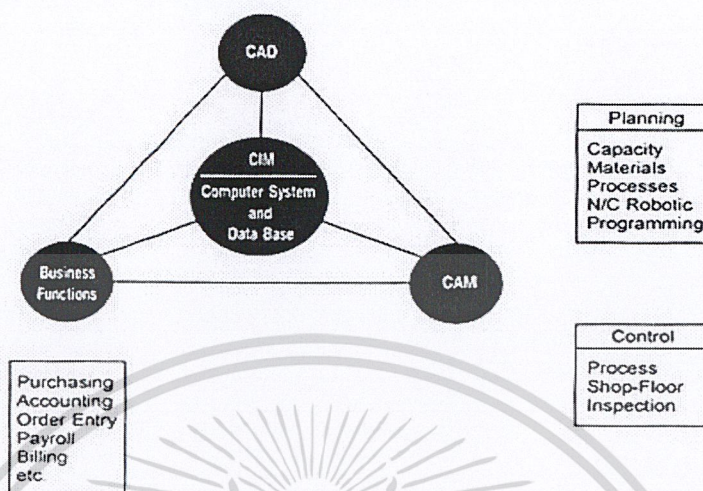 CAD
CIM
Computer System
and
Data Base
Business
Functions
CAM
Planning
Capacity
Materials
Processes
N/C Robotic
Programming
Control
Process
Shop-Floor
Inspection
Purchasing
Accounting
Order Entry
Payroll
Billing
etc.